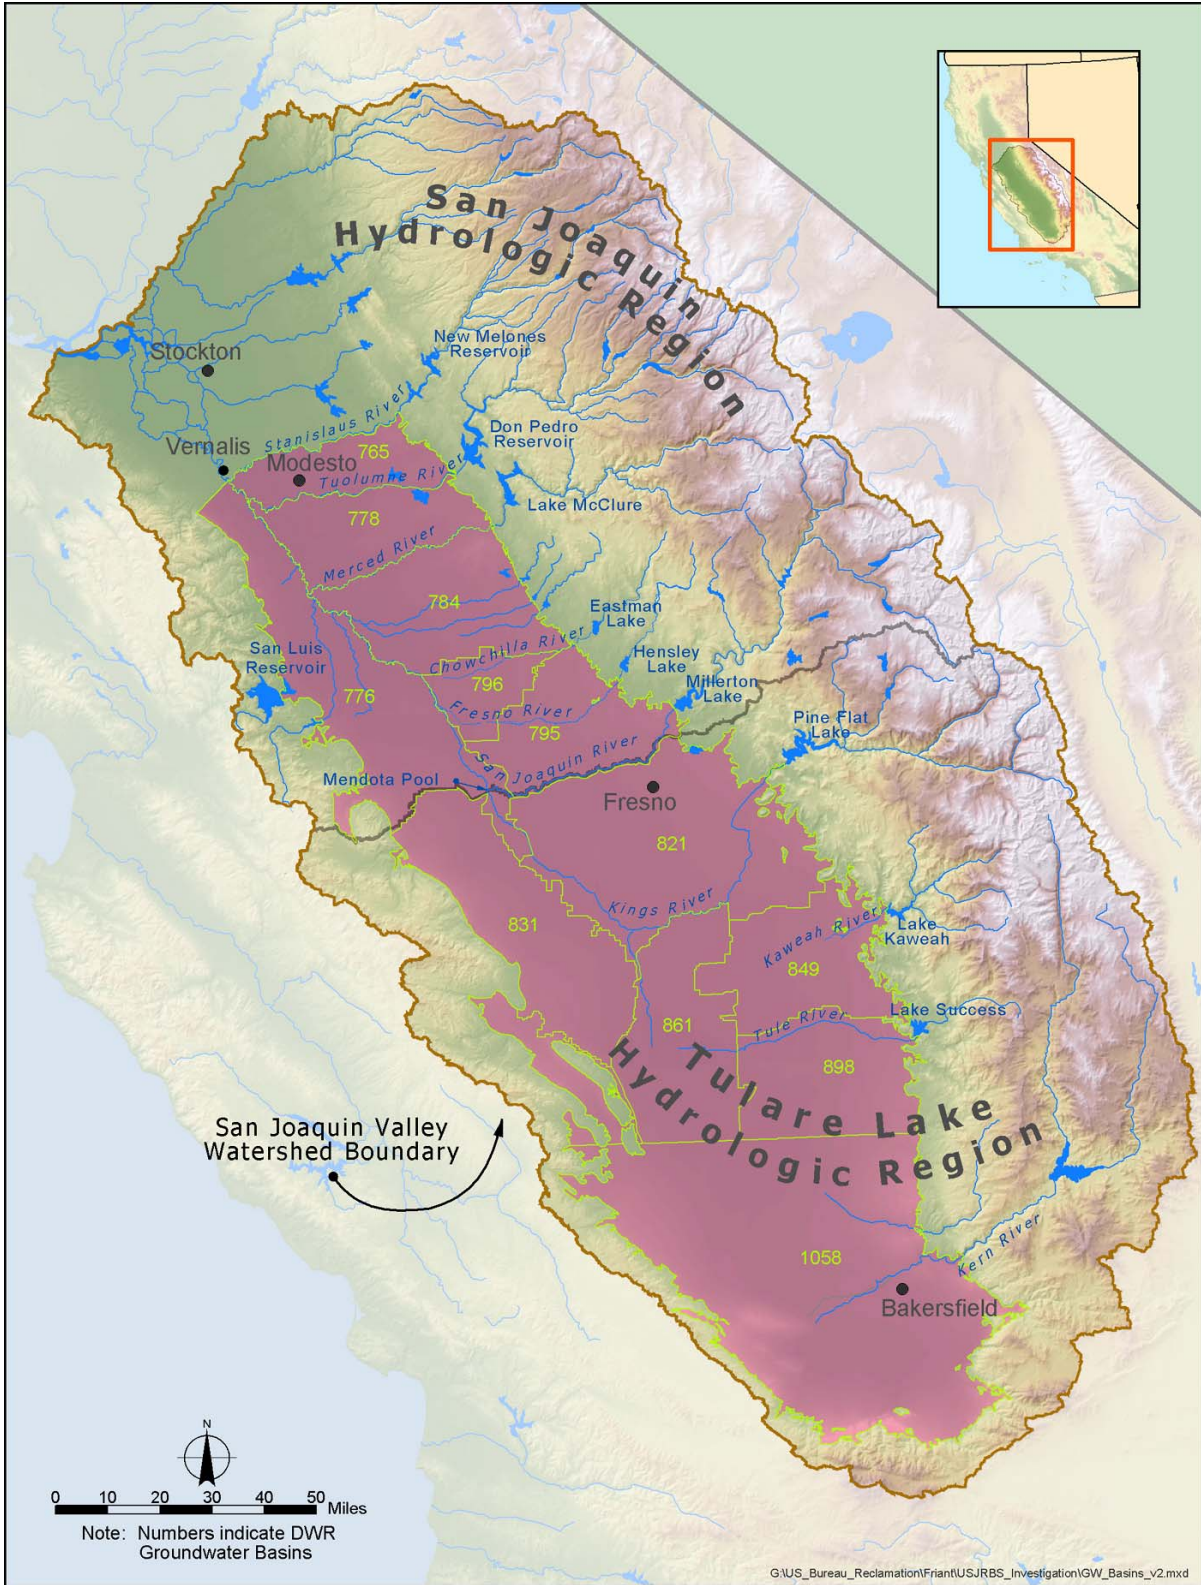 San Joaquin
Hydrologic Region
New Melones
Reservoir
Stockton
Stanislaus River
Don Pedro
Reservoir
Vernalis
Modesto
765
Tuolumne River
Lake McClure
778
Merced River
784
Eastman
Lake
Chowchilla River
Hensley
Lake
San Luis
Reservoir
776
796
Millerton
Lake
Fresno River
795
Pine Flat
Lake
San Joaquin River
Mendota Pool
Fresno
821
Kings River
831
Kaweah River
Lake
Kaweah
849
Lake Success
861
Tule River
898
Tulare Lake
Hydrologic Region
San Joaquin Valley
Watershed Boundary
1058
Kern River
Bakersfield
N
0 10 20 30 40 50
Miles
Note: Numbers indicate DWR
Groundwater Basins
G:\US_Bureau_Reclamation\Friant\USJRBS_Investigation\GW_Basins_v2.mxd